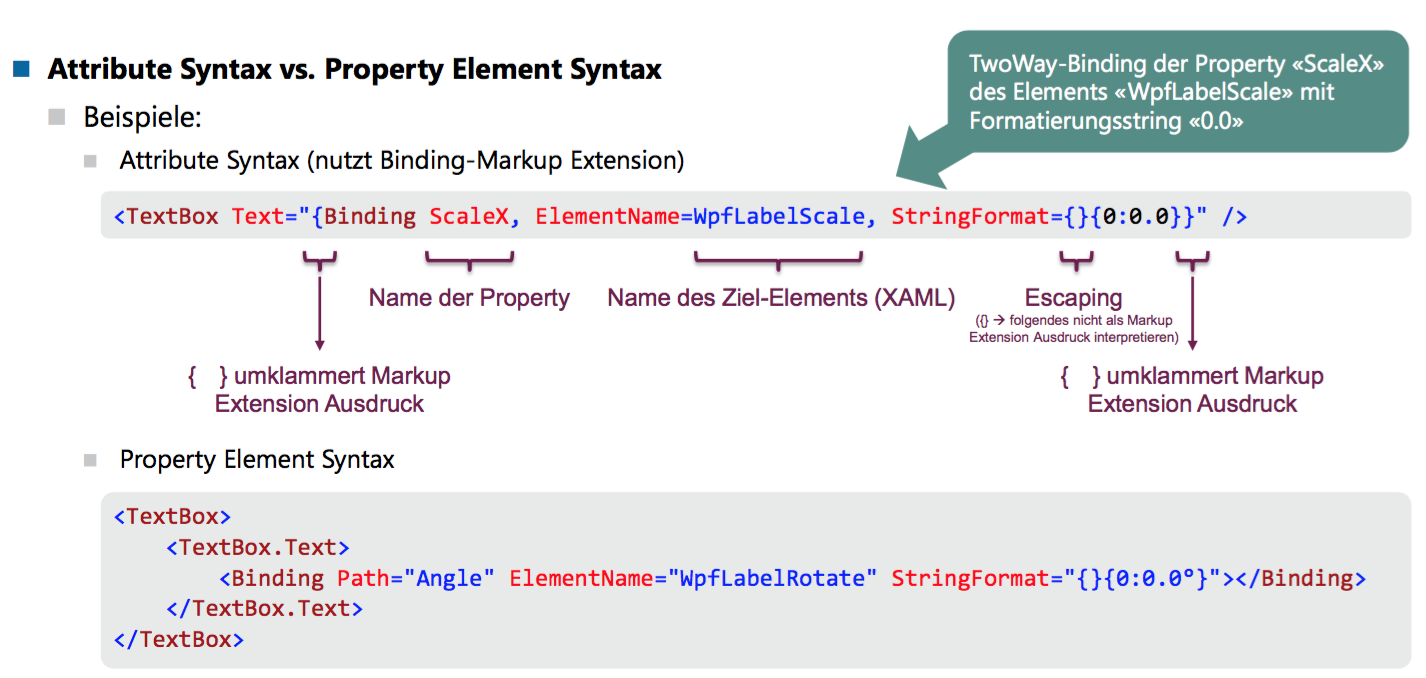 Attribute Syntax vs. Property Element Syntax
TwoWay-Binding der Property «ScaleX»
des Elements «WpfLabelScale» mit
Formatierungsstring «0.0»
Beispiele:
Attribute Syntax (nutzt Binding-Markup Extension)
<TextBox Text="{Binding ScaleX, ElementName=WpfLabelScale, StringFormat={}{0:0.0}}" />
Name der Property
Name des Ziel-Elements (XAML)
Escaping
({} → folgendes nicht als Markup
Extension Ausdruck interpretieren)
{ } umklammert Markup
Extension Ausdruck
{ } umklammert Markup
Extension Ausdruck
Property Element Syntax
<TextBox>
<TextBox.Text>
<Binding Path="Angle" ElementName="WpfLabelRotate" StringFormat="{}{0:0.0°}"></Binding>
</TextBox.Text>
</TextBox>